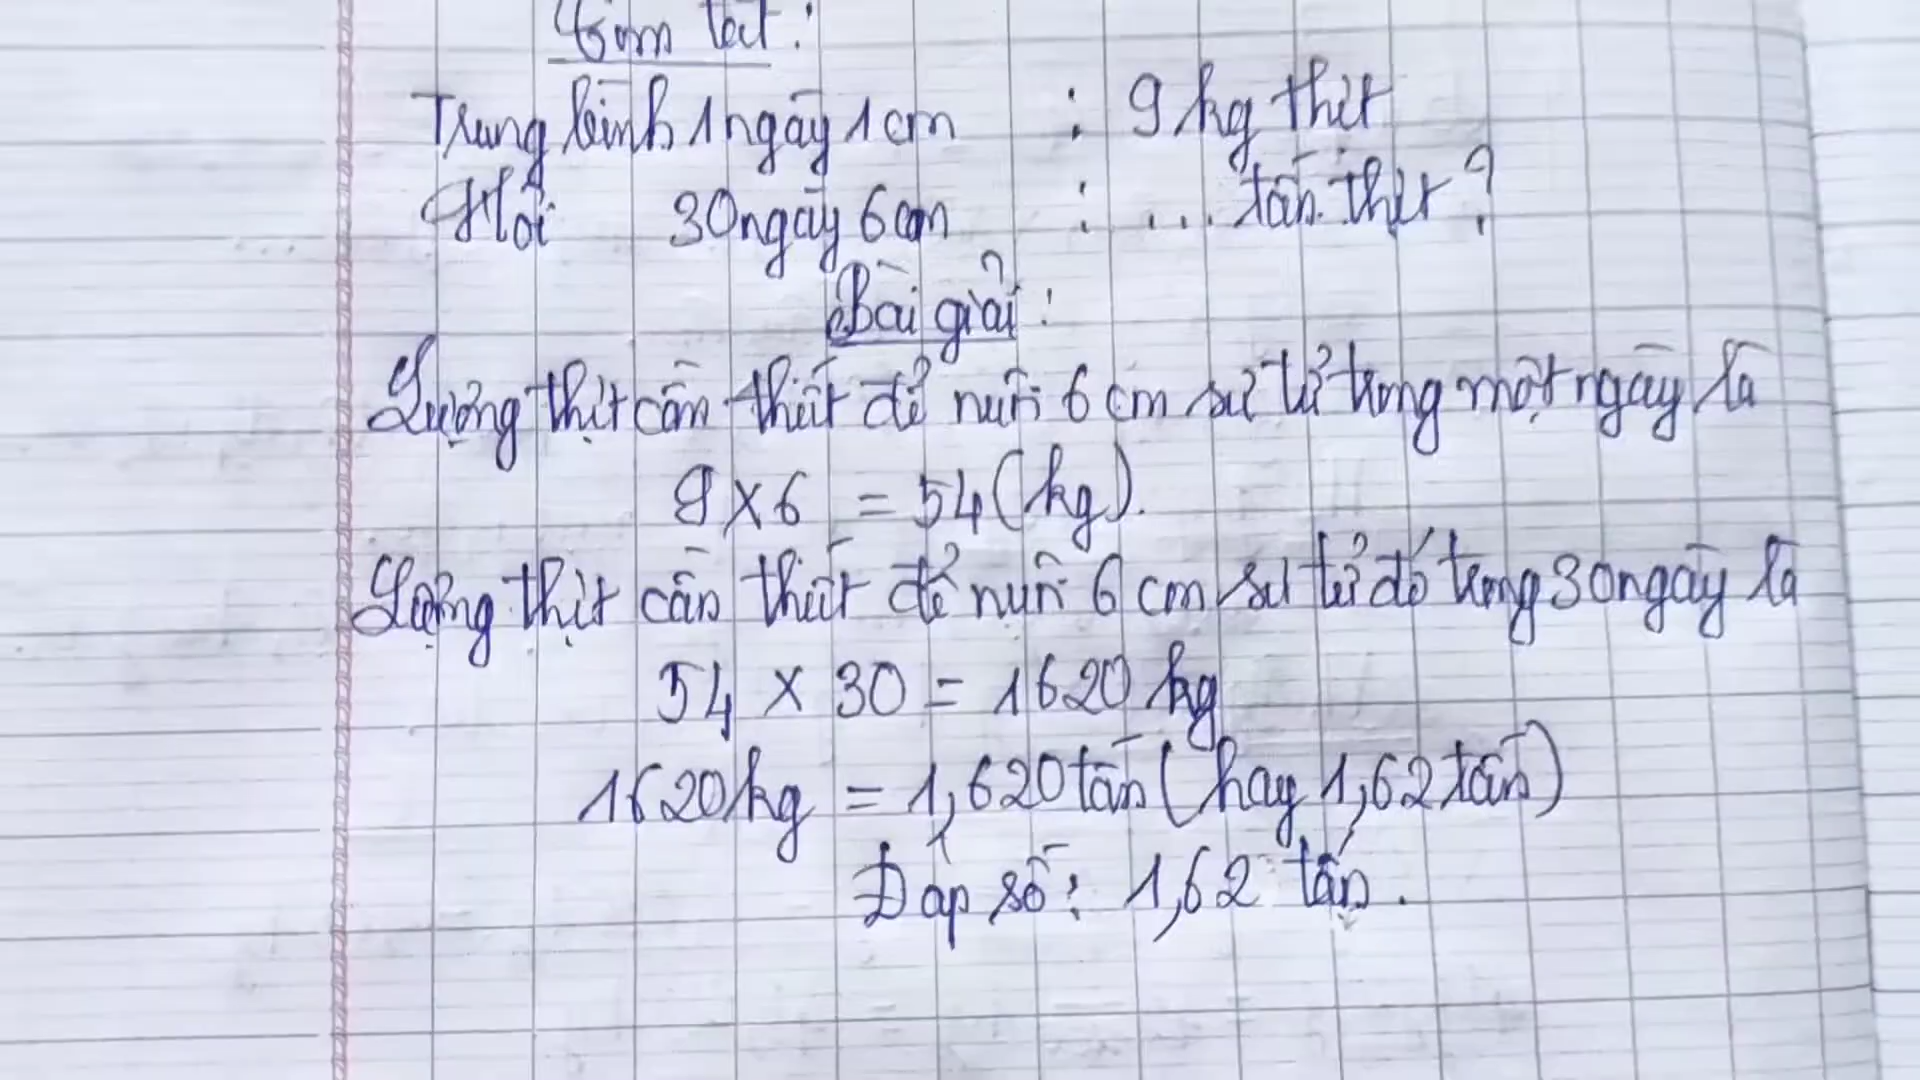 Tóm tắt:
Trung bình 1 ngày 1 con : 9 kg thịt
Hỏi 30 ngày 6 con : ... tấn thịt?
Bài giải:
Lượng thịt cần thiết để nuôi 6 con sư tử trong một ngày là
9 x 6 = 54 (kg).
Lượng thịt cần thiết để nuôi 6 con sư tử đó trong 30 ngày là
54 x 30 = 1620 kg
1620 kg = 1,620 tấn (hay 1,62 tấn)
Đáp số: 1,62 tấn.